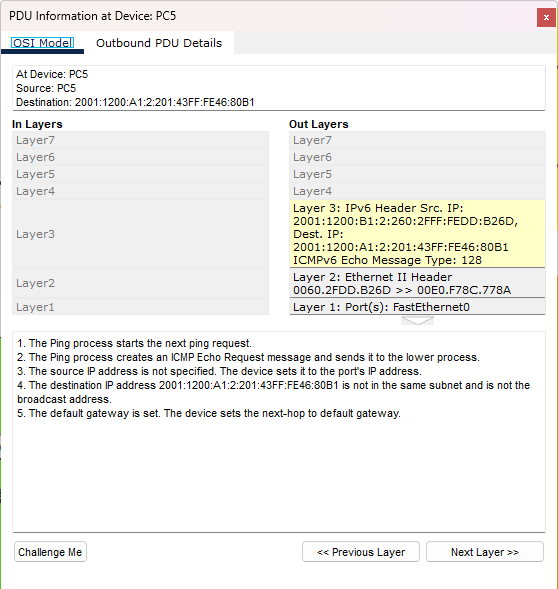 PDU Information at Device: PC5
x
OSI Model Outbound PDU Details
At Device: PC5
Source: PC5
Destination: 2001:1200:A1:2:201:43FF:FE46:80B1
In Layers
Out Layers
Layer7
Layer6
Layer5
Layer4
Layer3
Layer2
Layer1
Layer7
Layer6
Layer5
Layer4
Layer 3: IPv6 Header Src. IP:
2001:1200:B1:2:260:2FFF:FEDD:B26D,
Dest. IP:
2001:1200:A1:2:201:43FF:FE46:80B1
ICMPv6 Echo Message Type: 128
Layer 2: Ethernet II Header
0060.2FDD.B26D >> 00E0.F78C.778A
Layer 1: Port(s): FastEthernet0
1. The Ping process starts the next ping request.
2. The Ping process creates an ICMP Echo Request message and sends it to the lower process.
3. The source IP address is not specified. The device sets it to the port's IP address.
4. The destination IP address 2001:1200:A1:2:201:43FF:FE46:80B1 is not in the same subnet and is not the
broadcast address.
5. The default gateway is set. The device sets the next-hop to default gateway.
Challenge Me
<< Previous Layer
Next Layer >>